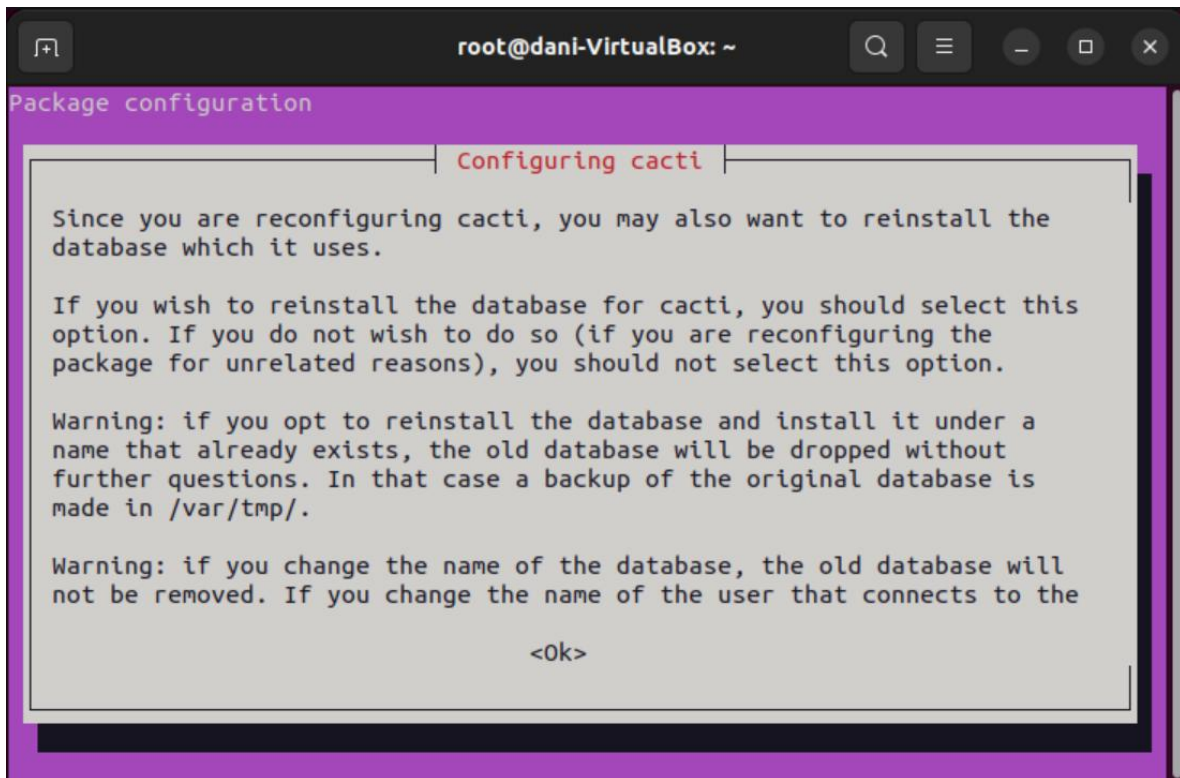 root@dani-VirtualBox: ~
Package configuration
Configuring cacti
Since you are reconfiguring cacti, you may also want to reinstall the
database which it uses.
If you wish to reinstall the database for cacti, you should select this
option. If you do not wish to do so (if you are reconfiguring the
package for unrelated reasons), you should not select this option.
Warning: if you opt to reinstall the database and install it under a
name that already exists, the old database will be dropped without
further questions. In that case a backup of the original database is
made in /var/tmp/.
Warning: if you change the name of the database, the old database will
not be removed. If you change the name of the user that connects to the
<Ok>